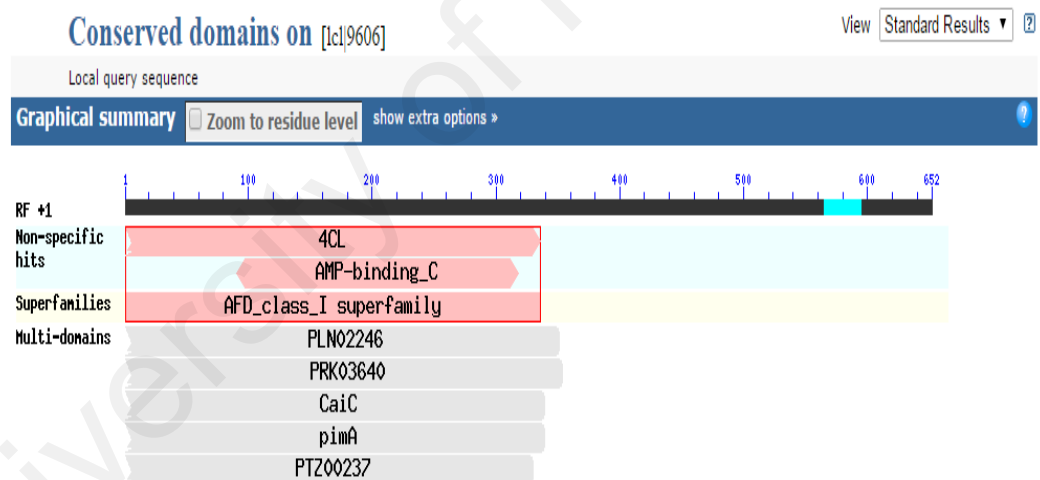 Conserved domains on [lcl|9606]
View Standard Results ▼
Local query sequence
Graphical summary Zoom to residue level show extra options »
1 100 200 300 400 500 600 652
RF +1
Non-specific hits
4CL
AMP-binding_C
Superfamilies AFD_class_I superfamily
Multi-domains PLN02246
PRK03640
CaiC
pimA
PTZ00237